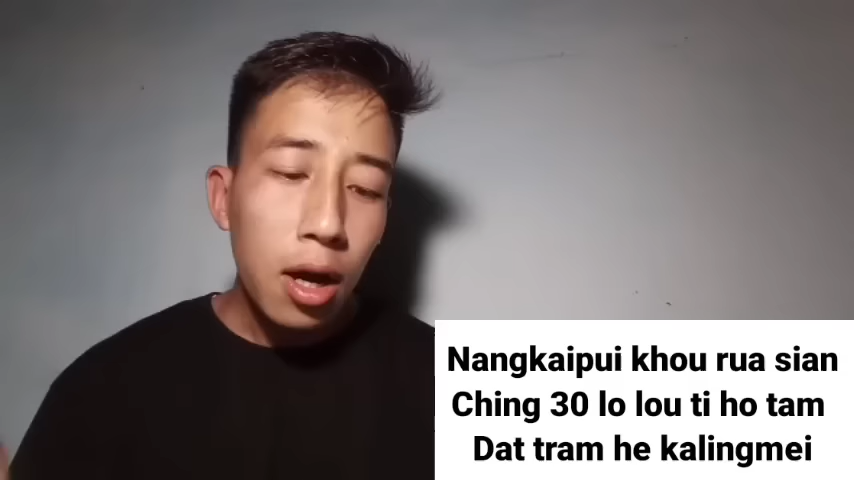 Nangkaipui khou rua sian
Ching 30 lo lou ti ho tam
Dat tram he kalingmei